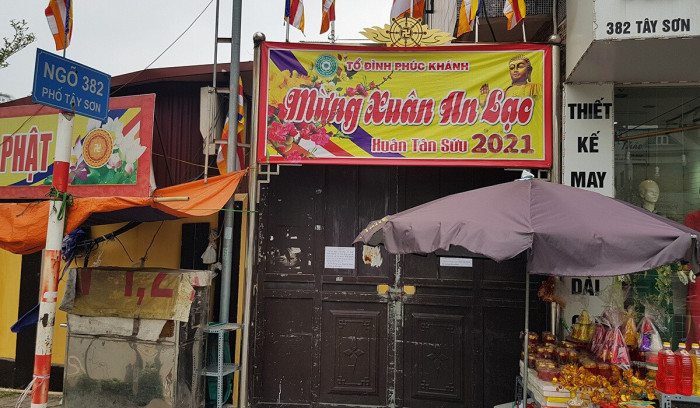 NGÕ 382
PHỐ TÂY SƠN
PHẬT
TỔ ĐÌNH PHÚC KHÁNH
Mừng Xuân An Lạc
Xuân Tân Sửu 2021
382 TÂY SƠN
THIẾT
KẾ
MAY
DÀI